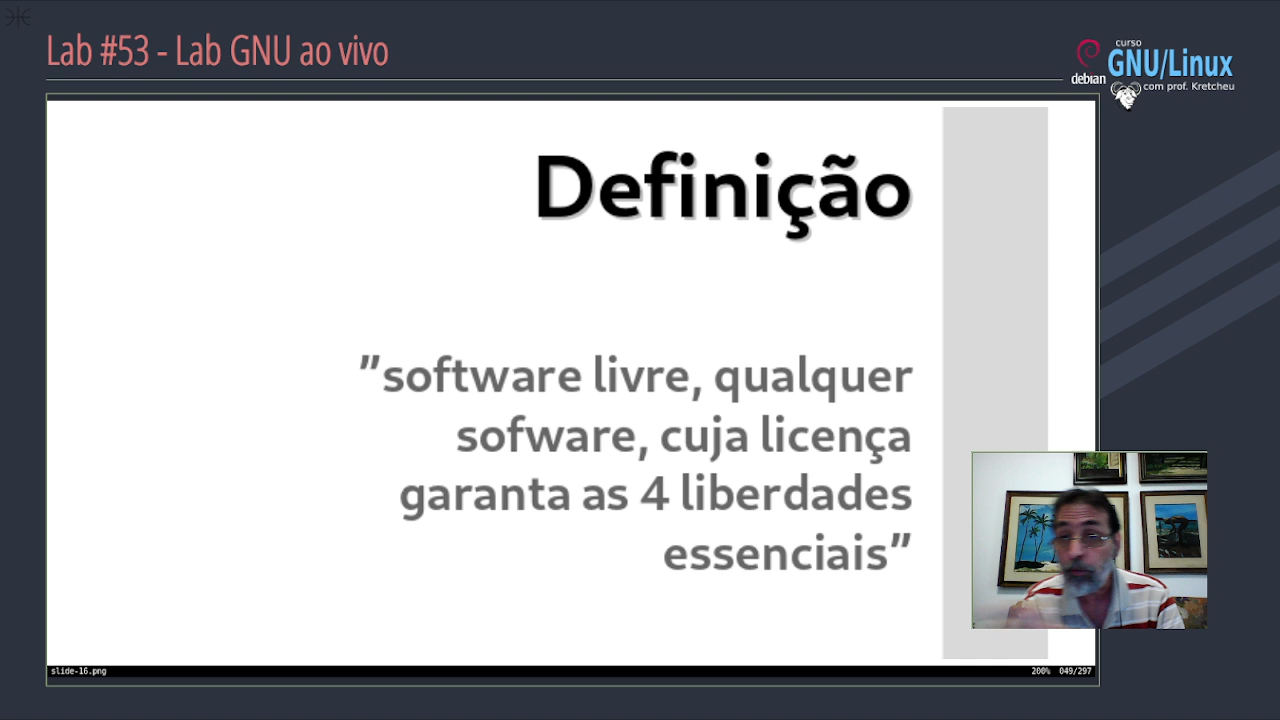 Lab #53 - Lab GNU ao vivo
curso
GNU/Linux
debian
com prof. Kretcheu
Definição
"software livre, qualquer
sofware, cuja licença
garanta as 4 liberdades
essenciais"
slide-16.png
200% 049/297